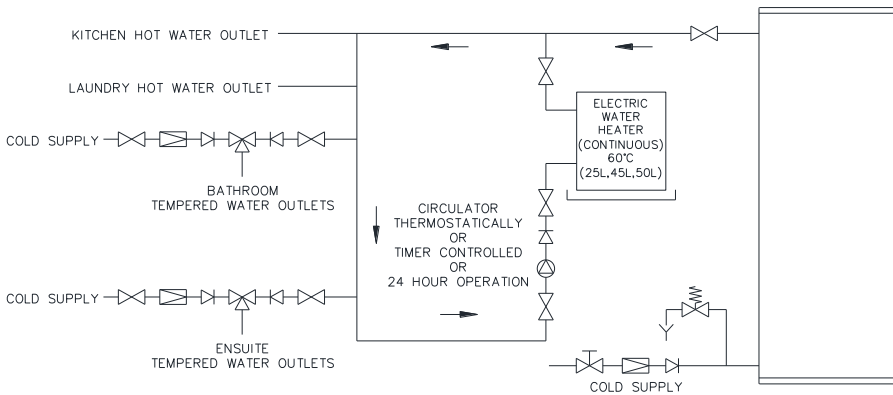 KITCHEN HOT WATER OUTLET
LAUNDRY HOT WATER OUTLET
COLD SUPPLY
BATHROOM
TEMPERED WATER OUTLETS
ELECTRIC
WATER
HEATER
(CONTINUOUS)
60°C
(25L,45L,50L)
CIRCULATOR
THERMOSTATICALLY
OR
TIMER CONTROLLED
OR
24 HOUR OPERATION
COLD SUPPLY
ENSUITE
TEMPERED WATER OUTLETS
COLD SUPPLY